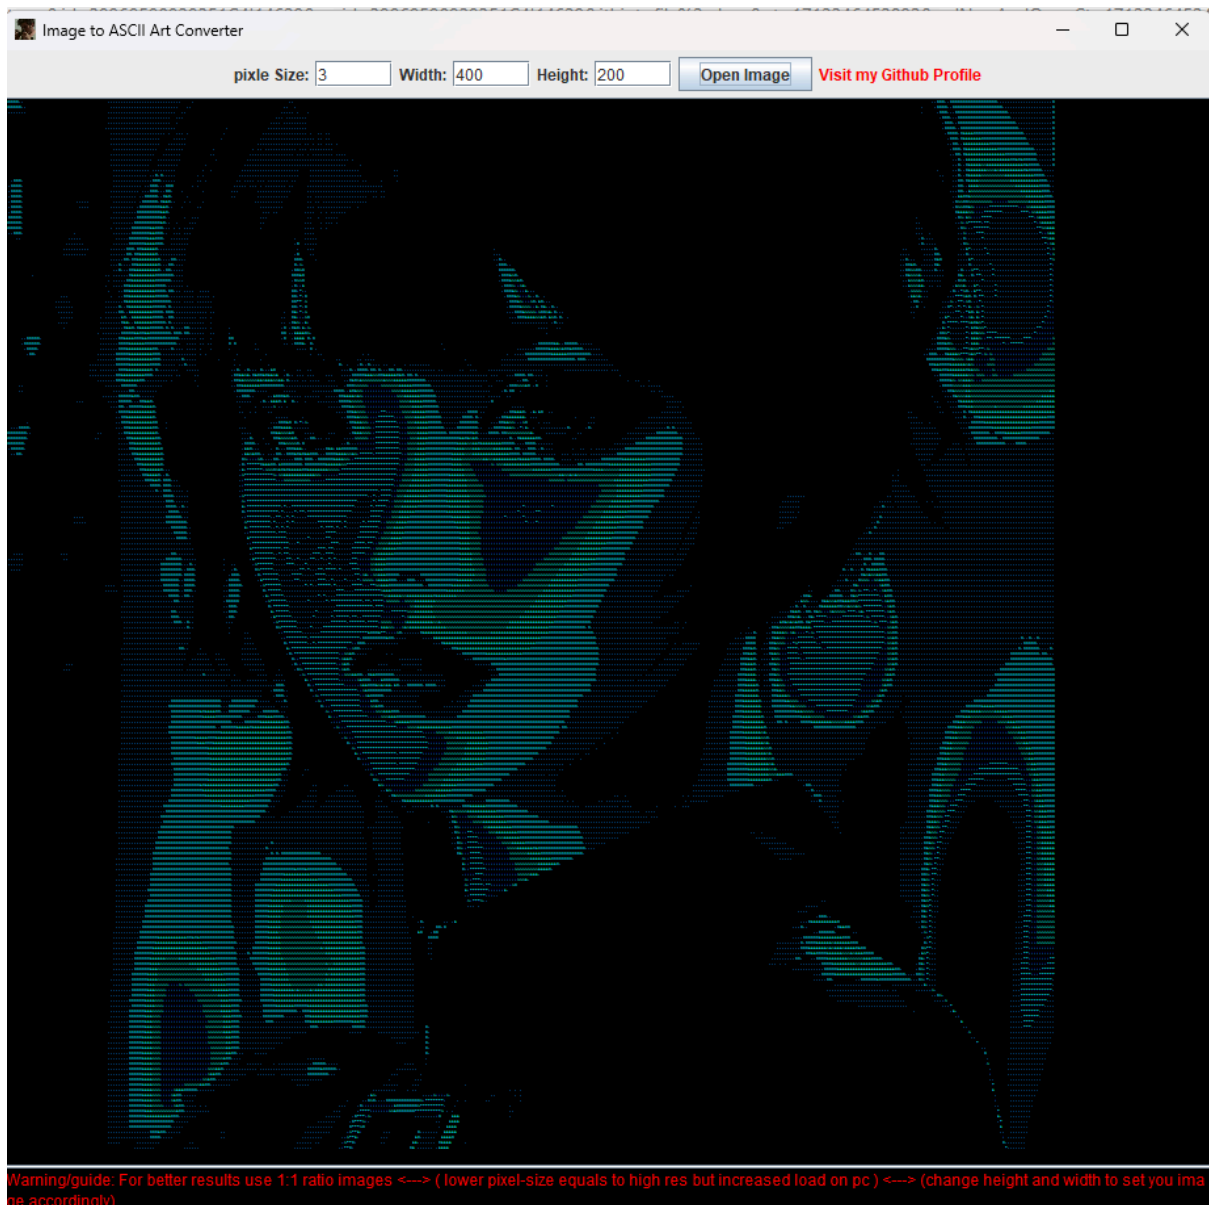 Image to ASCII Art Converter
pixle Size: 3 Width: 400 Height: 200 Open Image Visit my Github Profile
Warning/guide: For better results use 1:1 ratio images <---> ( lower pixel-size equals to high res but increased load on pc ) <---> (change height and width to set you ima
ge accordingly)